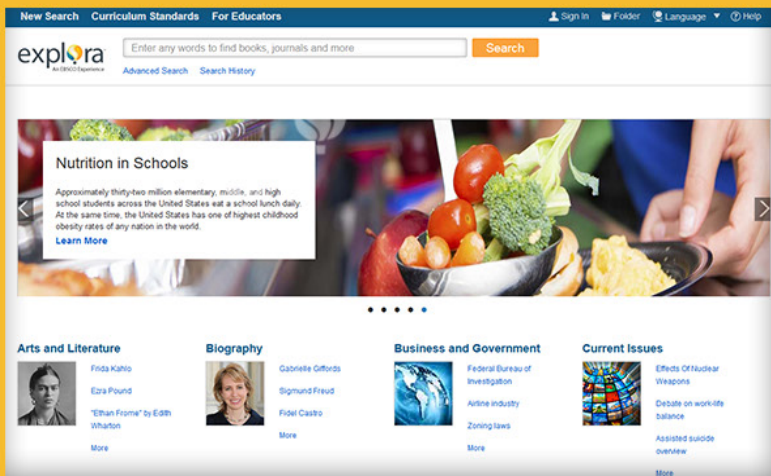 New Search Curriculum Standards For Educators Sign In Folder Language Help
explora
An EBSCO Experience
Enter any words to find books, journals and more
Search
Advanced Search Search History
Nutrition in Schools
Approximately thirty-two million elementary, middle, and high
school students across the United States eat a school lunch daily.
At the same time, the United States has one of highest childhood
obesity rates of any nation in the world.
Learn More
Arts and Literature
Frida Kahlo
Ezra Pound
"Ethan Frome" by Edith
Wharton
More
Biography
Gabrielle Giffords
Sigmund Freud
Fidel Castro
More
Business and Government
Federal Bureau of
Investigation
Airline industry
Zoning laws
More
Current Issues
Effects Of Nuclear
Weapons
Debate on work-life
balance
Assisted suicide
overview
More